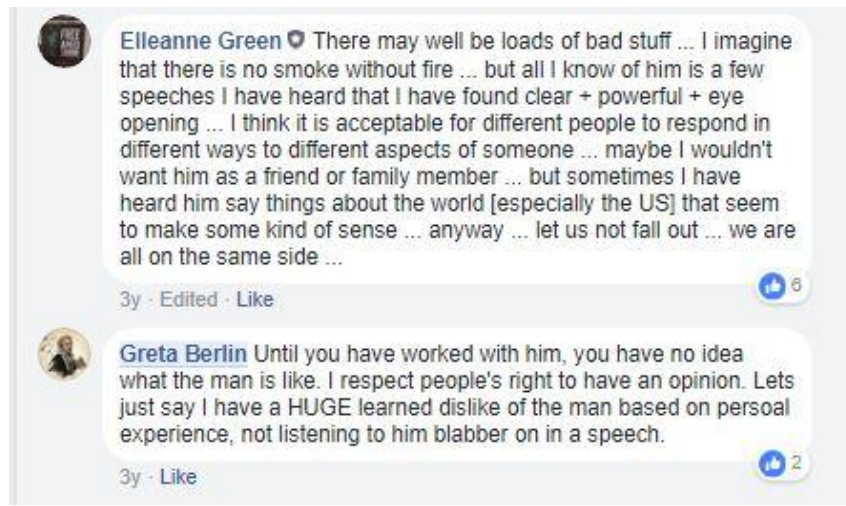 Elleanne Green There may well be loads of bad stuff ... I imagine
that there is no smoke without fire ... but all I know of him is a few
speeches I have heard that I have found clear + powerful + eye
opening ... I think it is acceptable for different people to respond in
different ways to different aspects of someone ... maybe I wouldn't
want him as a friend or family member ... but sometimes I have
heard him say things about the world [especially the US] that seem
to make some kind of sense ... anyway ... let us not fall out ... we are
all on the same side ...
6
3y · Edited · Like
Greta Berlin Until you have worked with him, you have no idea
what the man is like. I respect people's right to have an opinion. Lets
just say I have a HUGE learned dislike of the man based on persoal
experience, not listening to him blabber on in a speech.
2
3y · Like